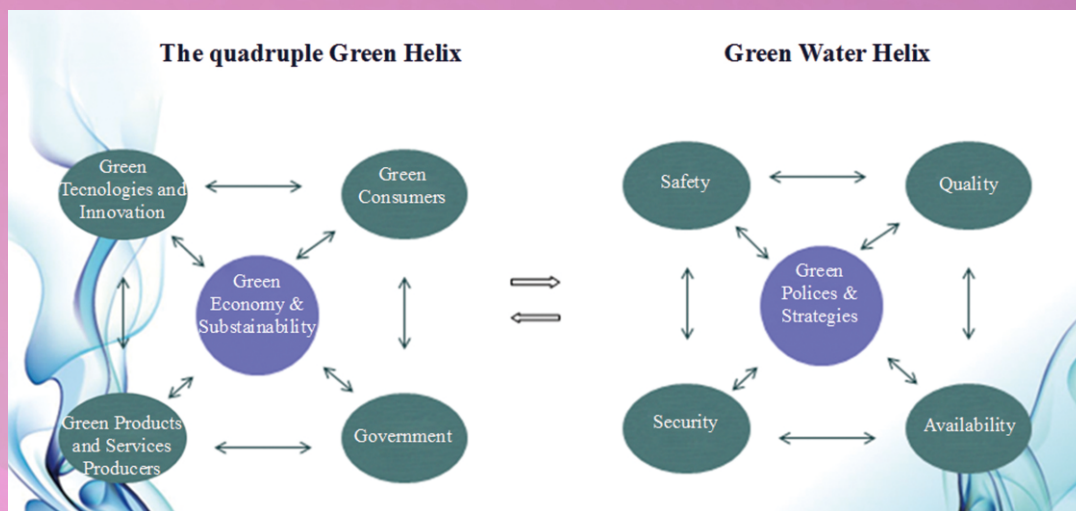 The quadruple Green Helix
Green
Tecnologies and
Innovation
Green
Consumers
Green
Economy &
Substainability
Green Products
and Services
Producers
Government
Green Water Helix
Safety
Quality
Green
Polices &
Strategies
Security
Availability